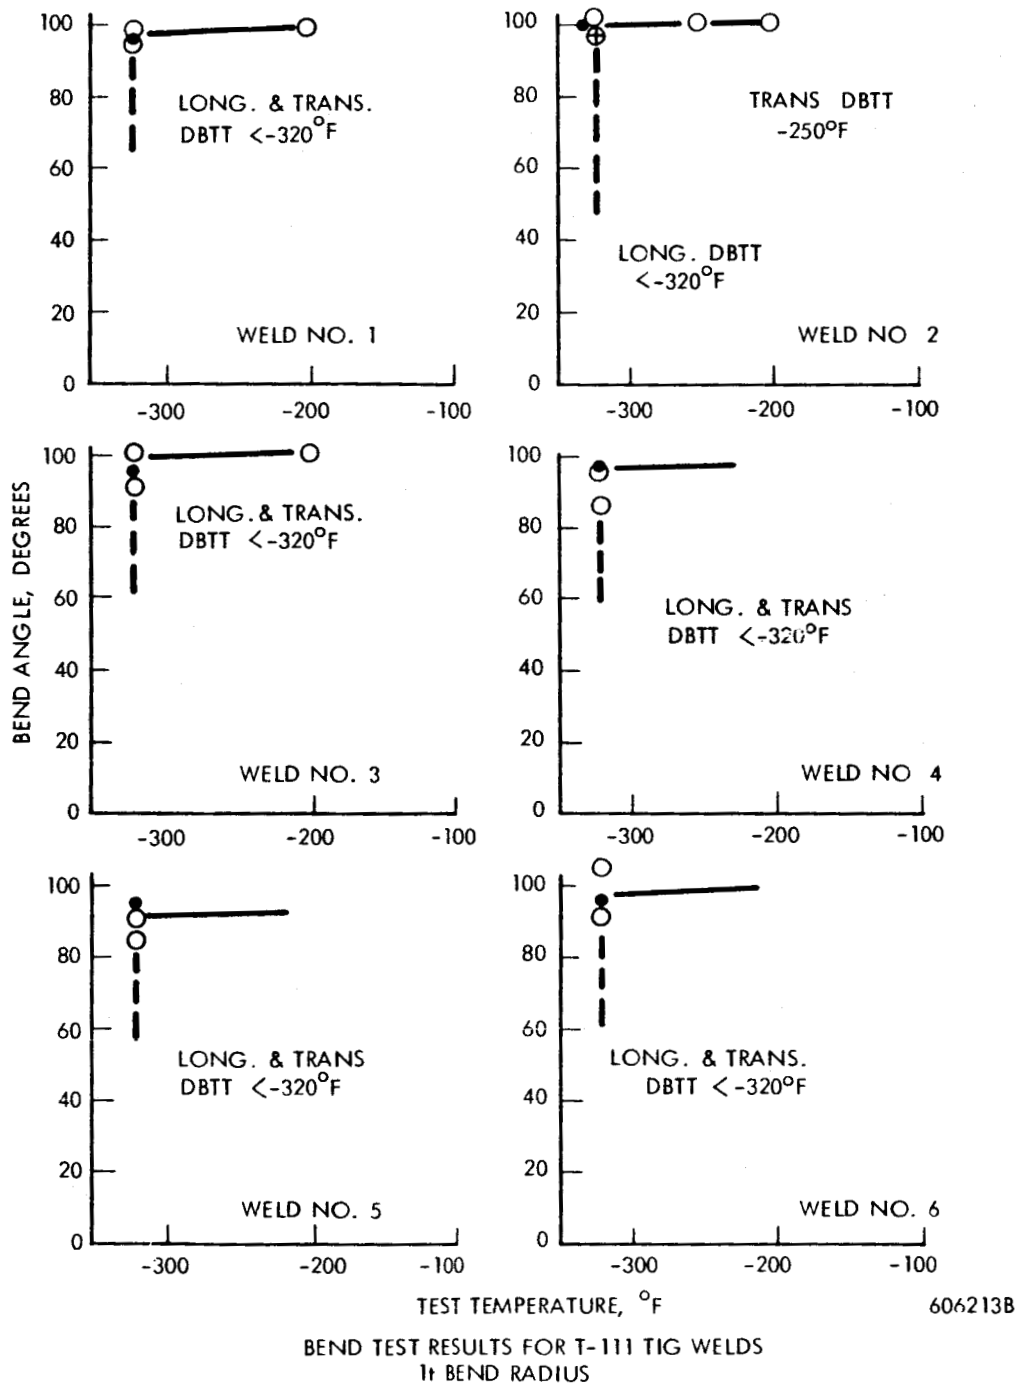 100
80
60
40
20
0
LONG. & TRANS.
DBTT <-320°F
WELD NO. 1
-300
-200
-100
100
80
60
40
20
0
TRANS DBTT
-250°F
LONG. DBTT
<-320°F
WELD NO 2
-300
-200
-100
BEND ANGLE, DEGREES
100
80
60
40
20
0
LONG.& TRANS.
DBTT <-320°F
WELD NO. 3
-300
-200
-100
100
80
60
40
20
0
LONG. & TRANS
DBTT <-320°F
WELD NO 4
-300
-200
-100
100
80
60
40
20
0
LONG. & TRANS
DBTT <-320°F
WELD NO. 5
-300
-200
-100
100
80
60
40
20
0
LONG. & TRANS.
DBTT <-320°F
WELD NO. 6
-300
-200
-100
TEST TEMPERATURE, °F
606213B
BEND TEST RESULTS FOR T-111 TIG WELDS
1t BEND RADIUS